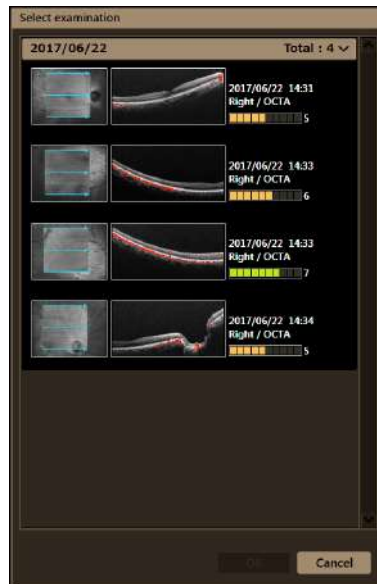 Select examination
2017/06/22 Total : 4
2017/06/22 14:31
Right / OCTA
5
2017/06/22 14:33
Right / OCTA
6
2017/06/22 14:33
Right / OCTA
7
2017/06/22 14:34
Right / OCTA
5
OK Cancel